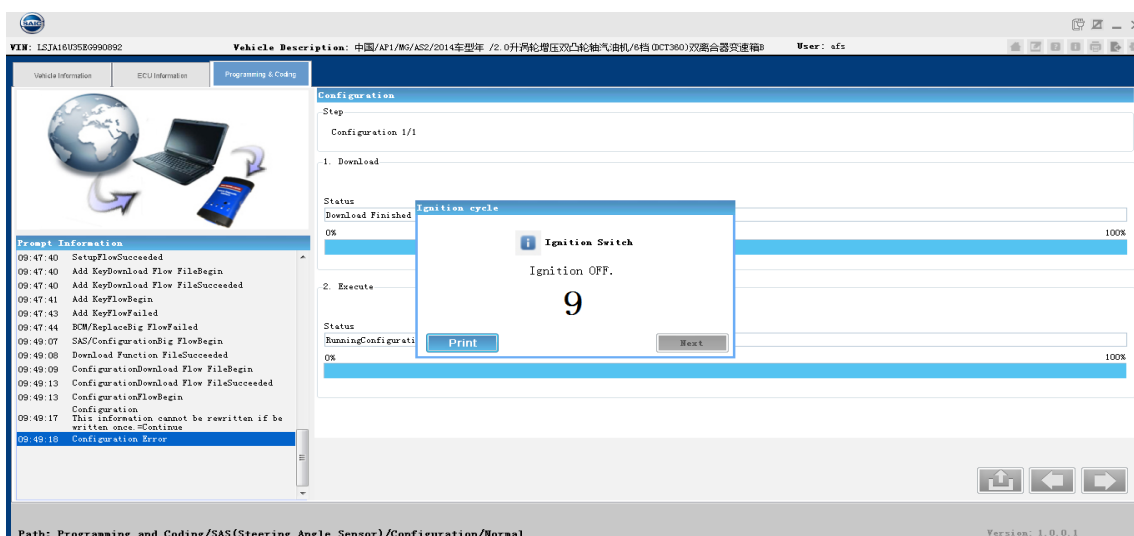 SAIC
VIN: LSJA16U35EG990892 Vehicle Description: 中国/AP1/MG/AS2/2014车型年 /2.0升涡轮增压双凸轮轴汽油机/6档(DCT360)双离合器变速箱B User: afs
Vehicle Information ECU Information Programming & Coding
Configuration
Step
Configuration 1/1
1. Download
Status
Download Finished
0% 100%
2. Execute
Status
RunningConfigurati
0% 100%
Ignition cycle
Ignition Switch
Ignition OFF.
9
Print Next
Prompt Information
09:47:40 SetupFlowSucceeded
09:47:40 Add KeyDownload Flow FileBegin
09:47:40 Add KeyDownload Flow FileSucceeded
09:47:41 Add KeyFlowBegin
09:47:43 Add KeyFlowFailed
09:47:44 BCM/ReplaceBig FlowFailed
09:49:07 SAS/ConfigurationBig FlowBegin
09:49:08 Download Function FileSucceeded
09:49:09 ConfigurationDownload Flow FileBegin
09:49:13 ConfigurationDownload Flow FileSucceeded
09:49:13 ConfigurationFlowBegin
Configuration
09:49:17 This information cannot be rewritten if be
written once.=Continue
09:49:18 Configuration Error
Path: Programming and Coding/SAS(Steering Angle Sensor)/Configuration/Normal Version: 1.0.0.1